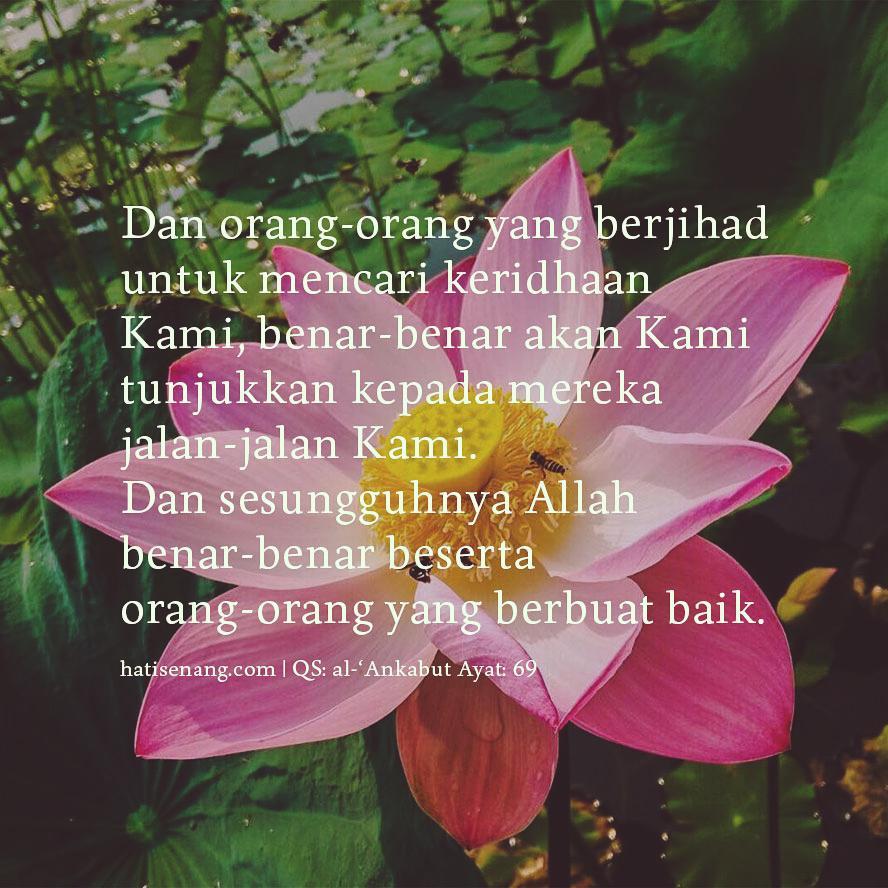 Dan orang-orang yang berjihad
untuk mencari keridhaan
Kami, benar-benar akan Kami
tunjukkan kepada mereka
jalan-jalan Kami.
Dan sesungguhnya Allah
benar-benar beserta
orang-orang yang berbuat baik.
hatisenang.com | QS: al-‘Ankabut Ayat: 69